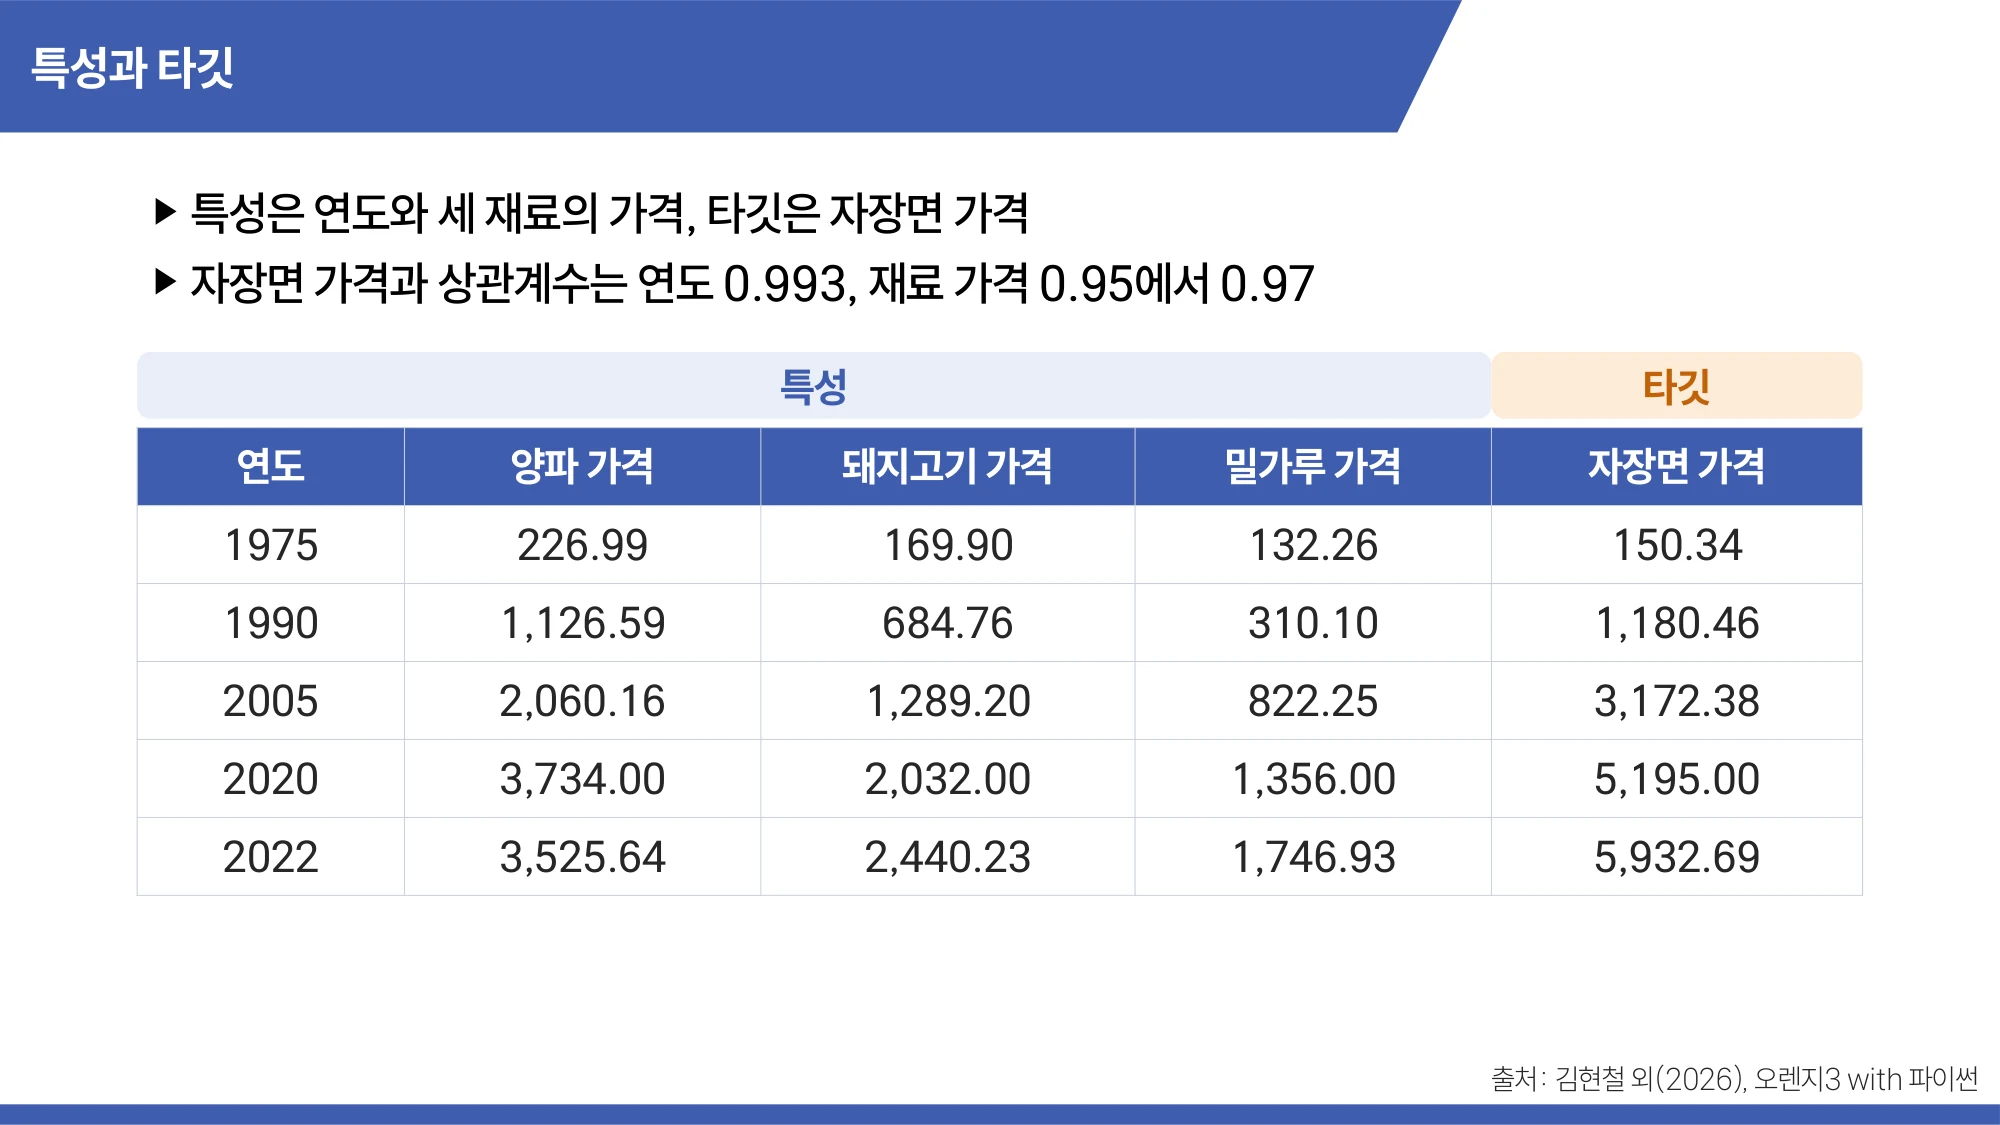 특성과 타깃
▶ 특성은 연도와 세 재료의 가격, 타깃은 자장면 가격
▶ 자장면 가격과 상관계수는 연도 0.993, 재료 가격 0.95에서 0.97
특성 타깃
연도 양파 가격 돼지고기 가격 밀가루 가격 자장면 가격
1975 226.99 169.90 132.26 150.34
1990 1,126.59 684.76 310.10 1,180.46
2005 2,060.16 1,289.20 822.25 3,172.38
2020 3,734.00 2,032.00 1,356.00 5,195.00
2022 3,525.64 2,440.23 1,746.93 5,932.69
출처: 김현철 외(2026), 오렌지3 with 파이썬